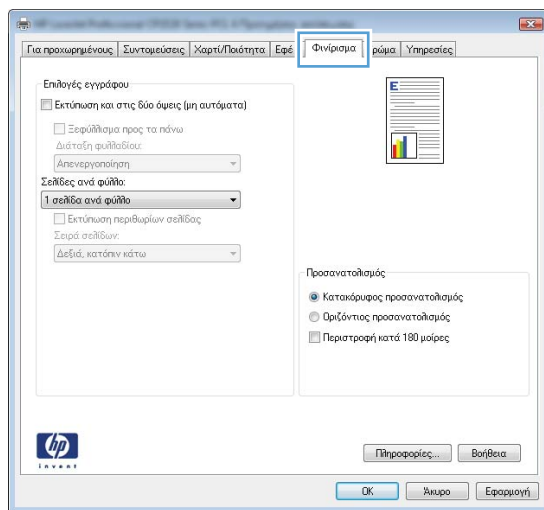 Για προχωρημένους Συντομεύσεις Χαρτί/Ποιότητα Εφέ Φινίρισμα ρώμα Υπηρεσίες
Επιλογές εγγράφου
Εκτύπωση και στις δύο όψεις (μη αυτόματα)
Ξεφύλλισμα προς τα πάνω
Διάταξη φυλλαδίου:
Απενεργοποίηση
Σελίδες ανά φύλλο:
1 σελίδα ανά φύλλο
Εκτύπωση περιθωρίων σελίδας
Σειρά σελίδων:
Δεξιά, κατόπιν κάτω
E
Προσανατολισμός
Κατακόρυφος προσανατολισμός
Οριζόντιος προσανατολισμός
Περιστροφή κατά 180 μοίρες
hp
invent
Πληροφορίες... Βοήθεια
OK Άκυρο Εφαρμογή